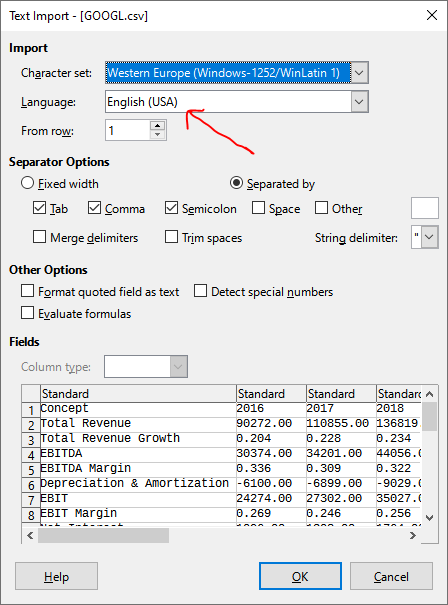 Text Import - [GOOGL.csv]
Import
Character set: Western Europe (Windows-1252/WinLatin 1)
Language: English (USA)
From row: 1
Separator Options
Fixed width Separated by
Tab Comma Semicolon Space Other
Merge delimiters Trim spaces String delimiter: "
Other Options
Format quoted field as text Detect special numbers
Evaluate formulas
Fields
Column type:
Standard Standard Standard Standard
1 Concept 2016 2017 2018
2 Total Revenue 90272.00 110855.00 136819.
3 Total Revenue Growth 0.204 0.228 0.234
4 EBITDA 30374.00 34201.00 44056.0
5 EBITDA Margin 0.336 0.309 0.322
6 Depreciation & Amortization -6100.00 -6899.00 -9029.0
7 EBIT 24274.00 27302.00 35027.0
8 EBIT Margin 0.269 0.246 0.256
Help OK Cancel